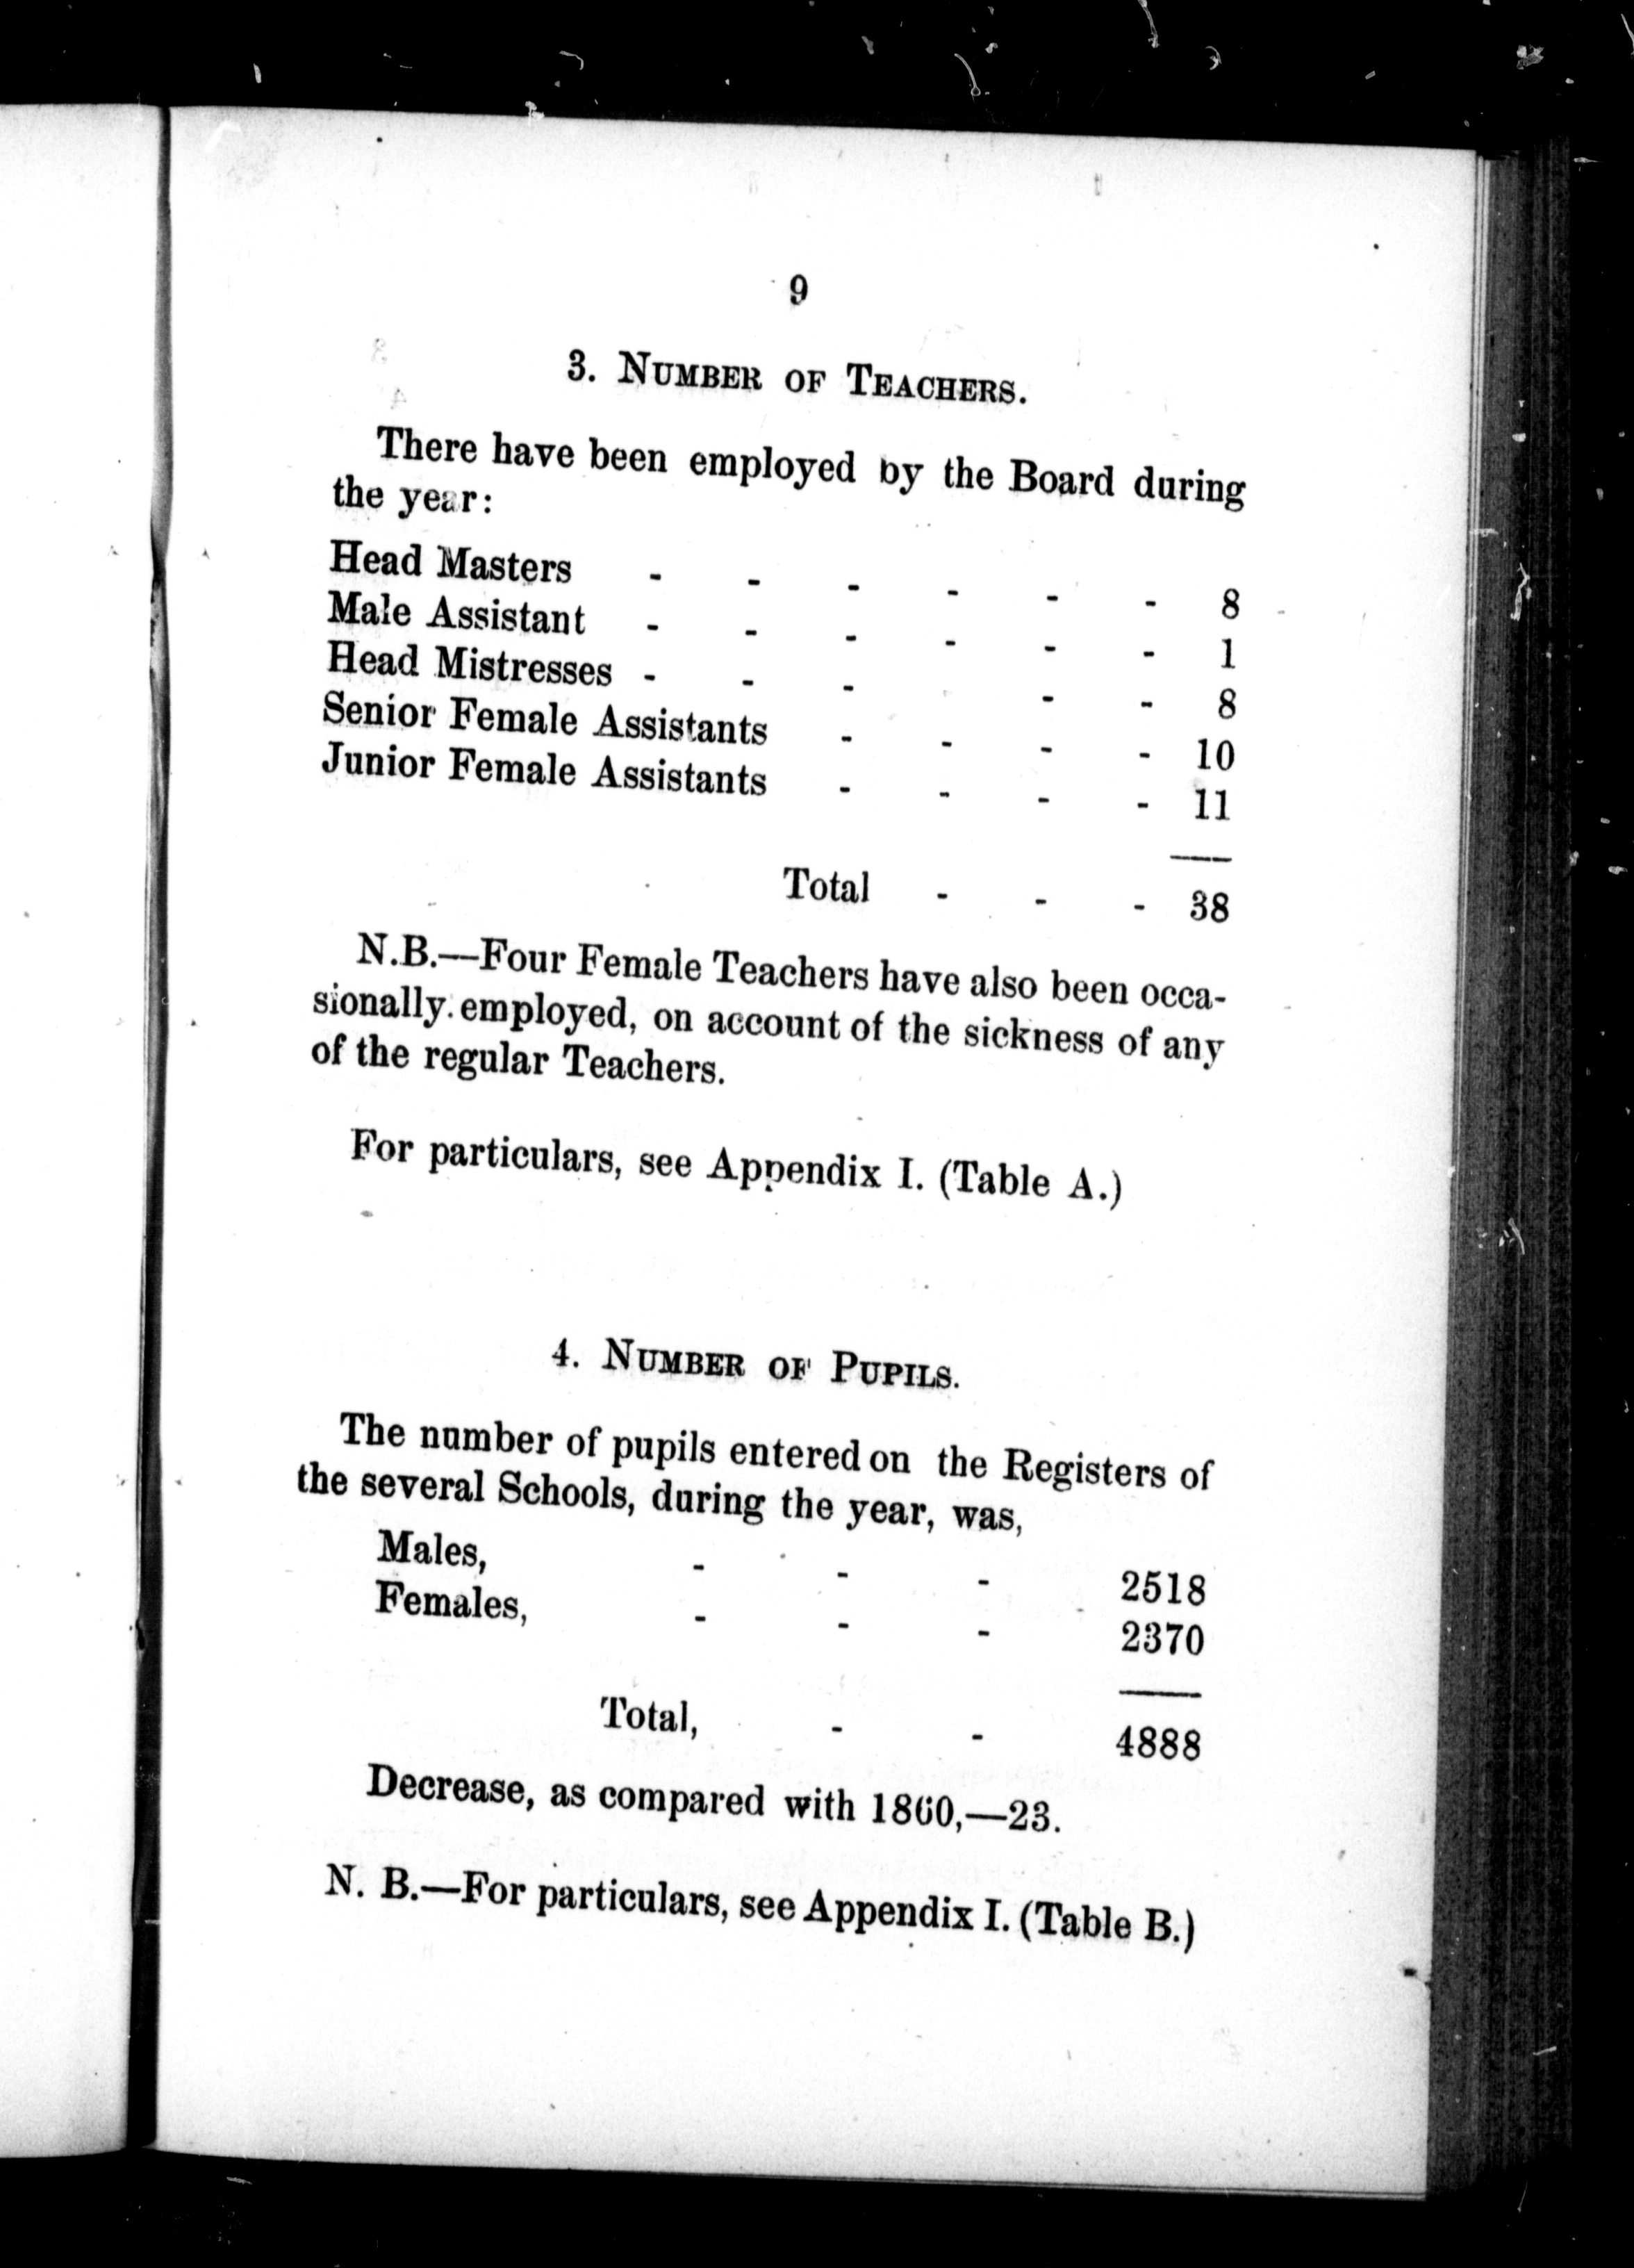 9
3. NUMBER OF TEACHERS.
There have been employed by the Board during
the year:
Head Masters - - - - - - 8
Male Assistant - - - - - - 1
Head Mistresses - - - - - 8
Senior Female Assistants - - - - 10
Junior Female Assistants - - - - 11
Total - - - 38
N.B.—Four Female Teachers have also been occa-
sionally employed, on account of the sickness of any
of the regular Teachers.
For particulars, see Appendix I. (Table A.)
4. NUMBER OF PUPILS.
The number of pupils entered on the Registers of
the several Schools, during the year, was,
Males, - - - 2518
Females, - - - 2370
Total, - - 4888
Decrease, as compared with 1860,—23.
N. B.—For particulars, see Appendix I. (Table B.)